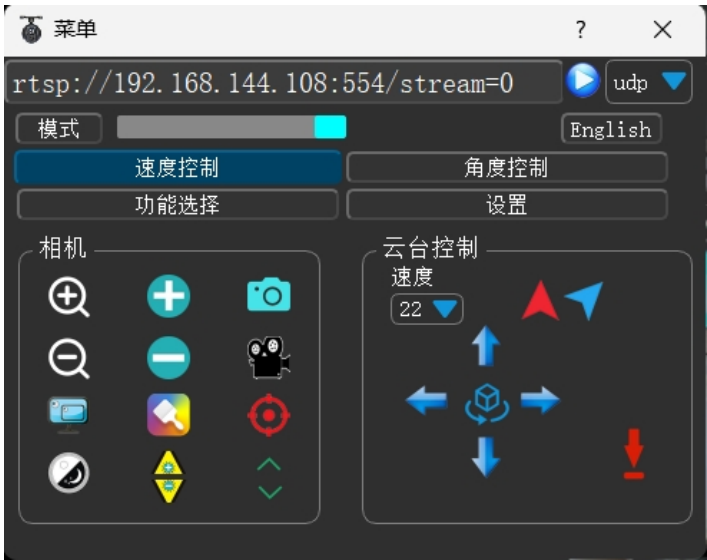 菜单 ?
rtsp://192.168.144.108:554/stream=0 udp
模式 English
速度控制 角度控制
功能选择 设置
相机 云台控制
速度
22